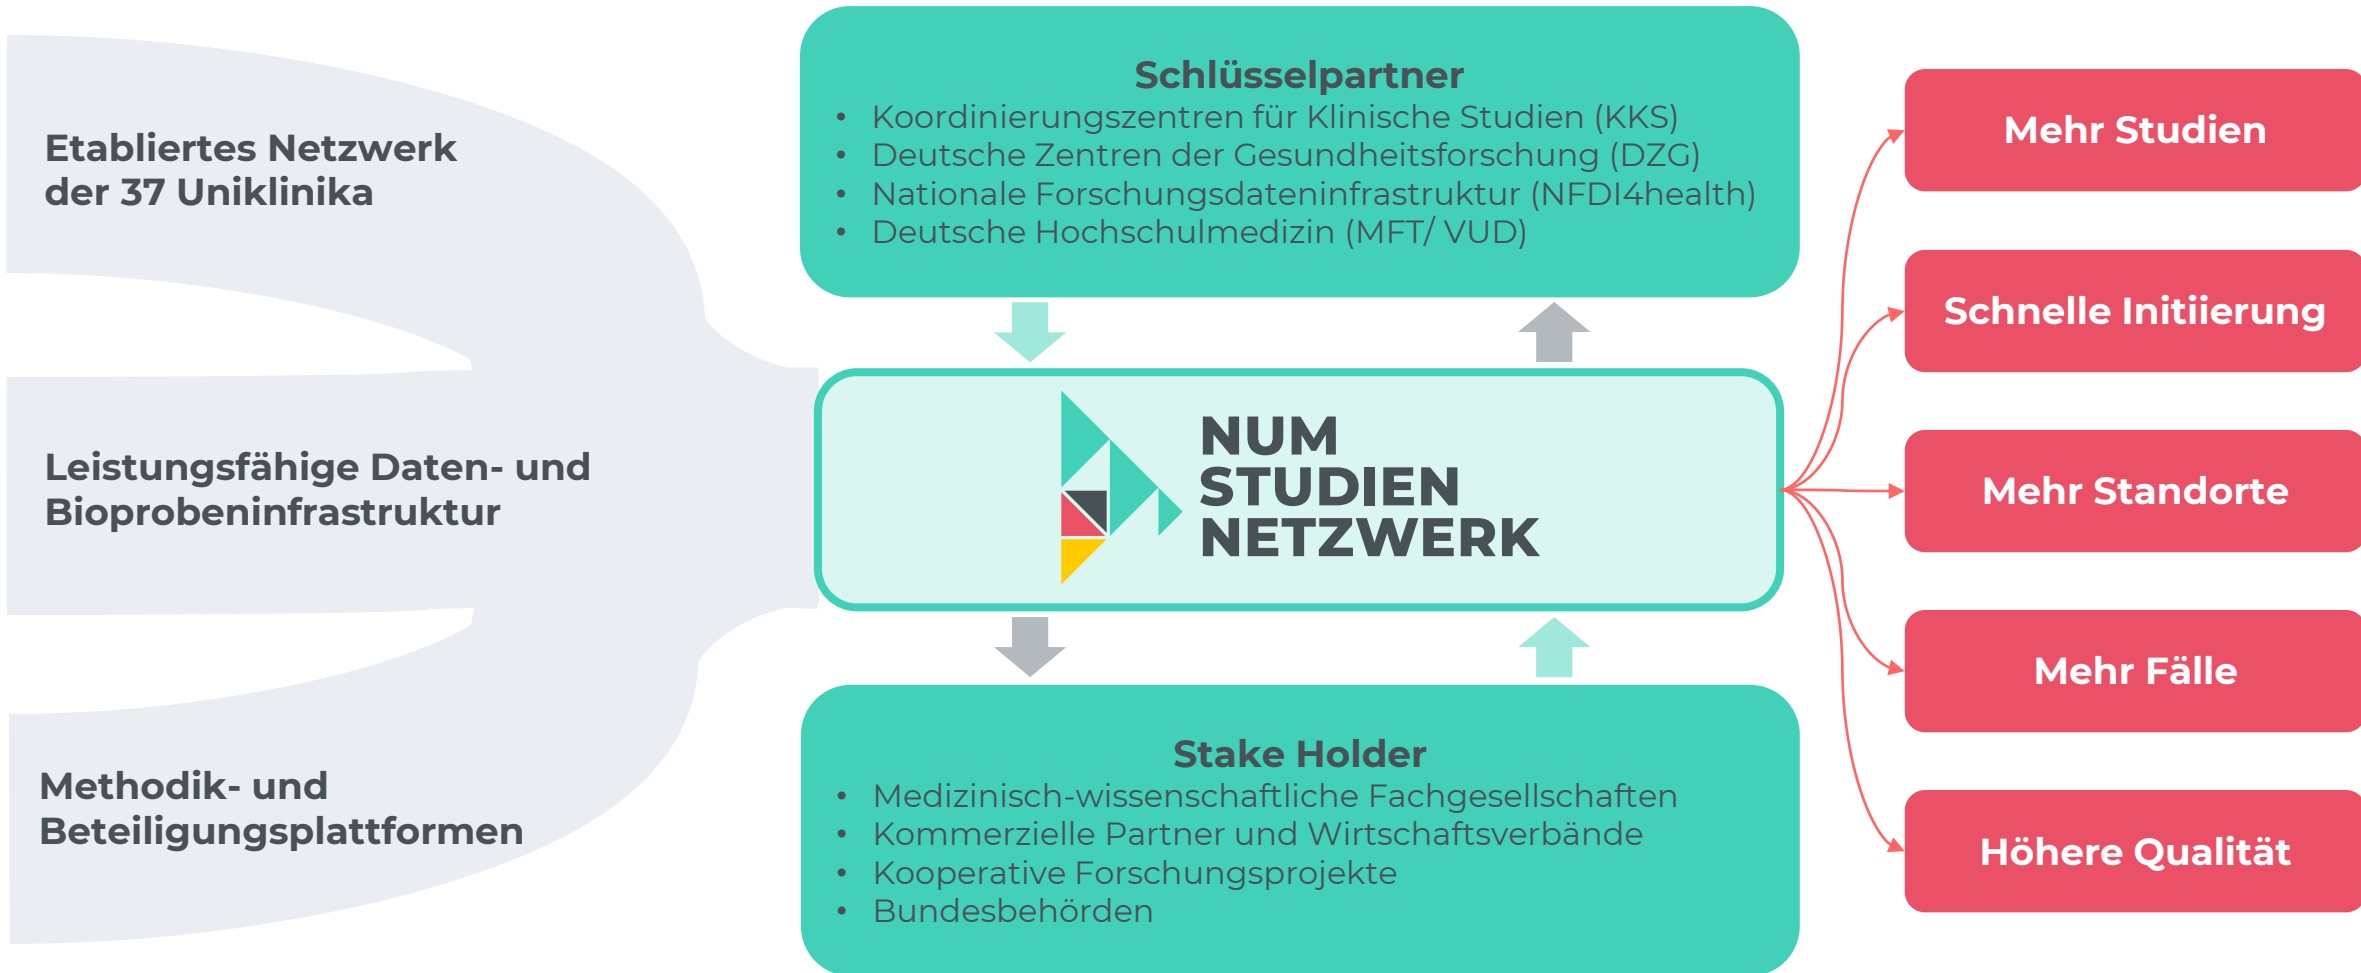 Etabliertes Netzwerk
der 37 Uniklinika
Leistungsfähige Daten- und
Bioprobeninfrastruktur
Methodik- und
Beteiligungsplattformen
Schlüsselpartner
• Koordinierungszentren für Klinische Studien (KKS)
• Deutsche Zentren der Gesundheitsforschung (DZG)
• Nationale Forschungsdateninfrastruktur (NFDI4health)
• Deutsche Hochschulmedizin (MFT/ VUD)
NUM
STUDIEN
NETZWERK
Stake Holder
• Medizinisch-wissenschaftliche Fachgesellschaften
• Kommerzielle Partner und Wirtschaftsverbände
• Kooperative Forschungsprojekte
• Bundesbehörden
Mehr Studien
Schnelle Initiierung
Mehr Standorte
Mehr Fälle
Höhere Qualität